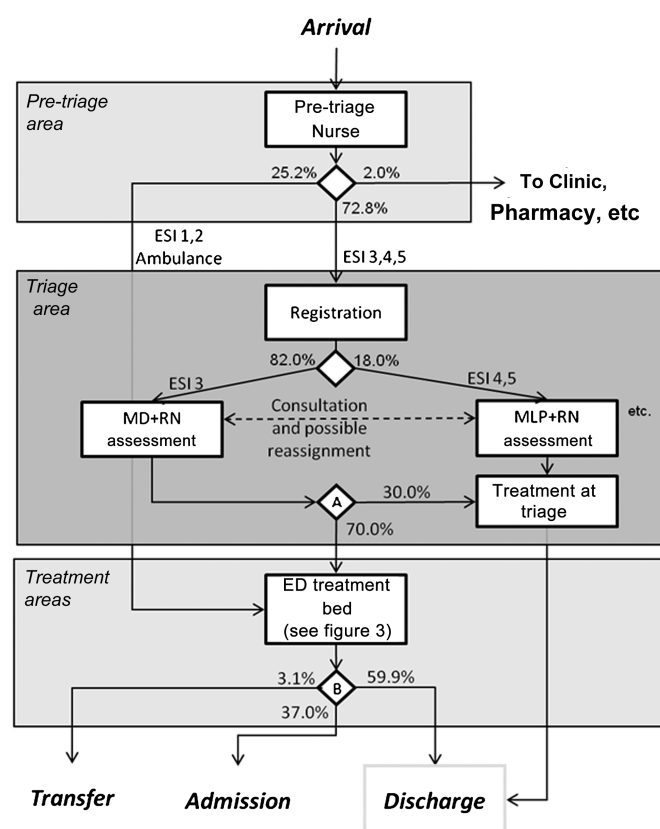 Arrival
Pre-triage
area
Pre-triage
Nurse
25.2%
2.0%
To Clinic,
Pharmacy, etc
72.8%
ESI 1,2
Ambulance
ESI 3,4,5
Triage
area
Registration
82.0%
18.0%
ESI 3
ESI 4,5
MD+RN
assessment
Consultation
and possible
reassignment
MLP+RN
assessment
etc.
A
30.0%
Treatment at
triage
70.0%
Treatment
areas
ED treatment
bed
(see figure 3)
3.1%
B
59.9%
37.0%
Transfer
Admission
Discharge